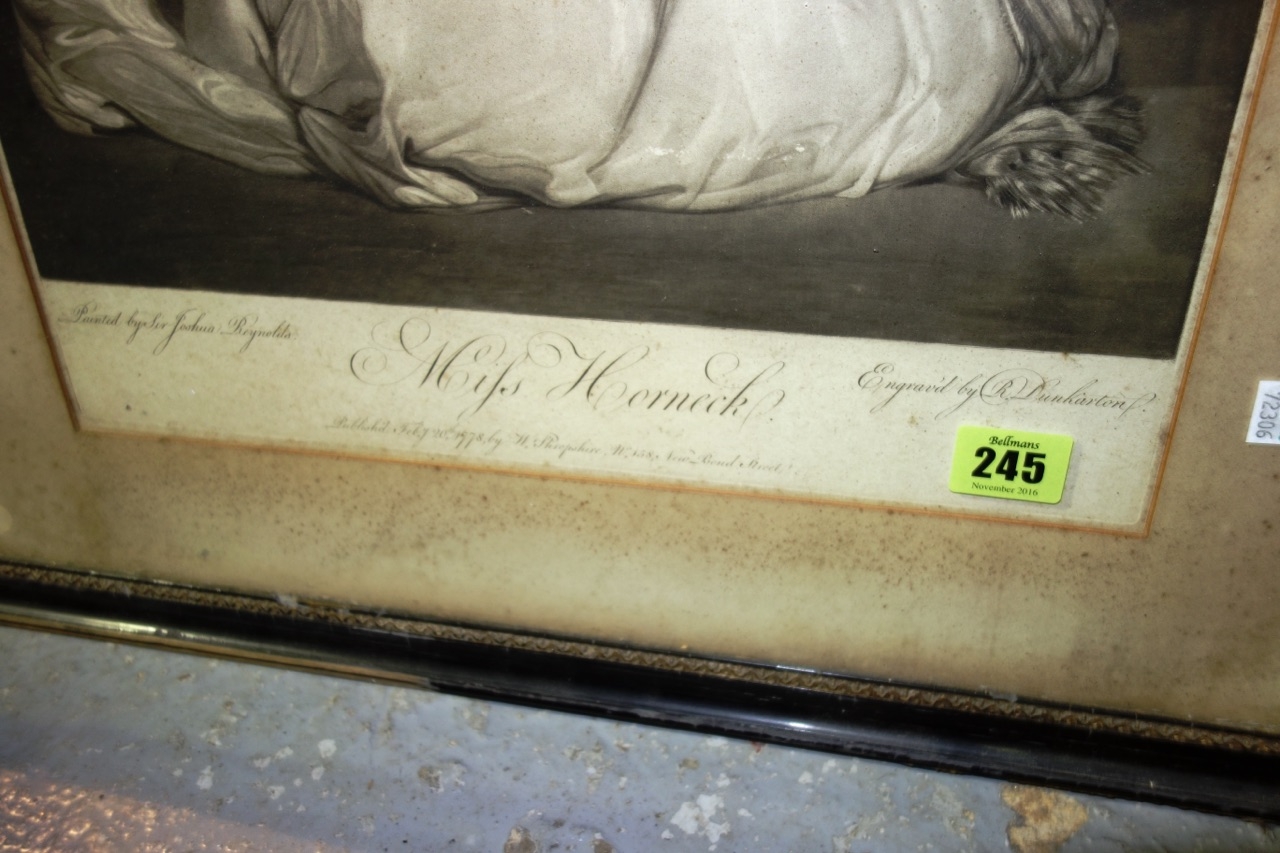 Painted by Sir Joshua Reynolds.
Miſs Horneck.
Engrav'd by R. Dunkarton.
Publish'd Feby 20th 1778, by W. Shropshire, No. 158, New Bond Street.
Bellmans
245
November 2016
72306